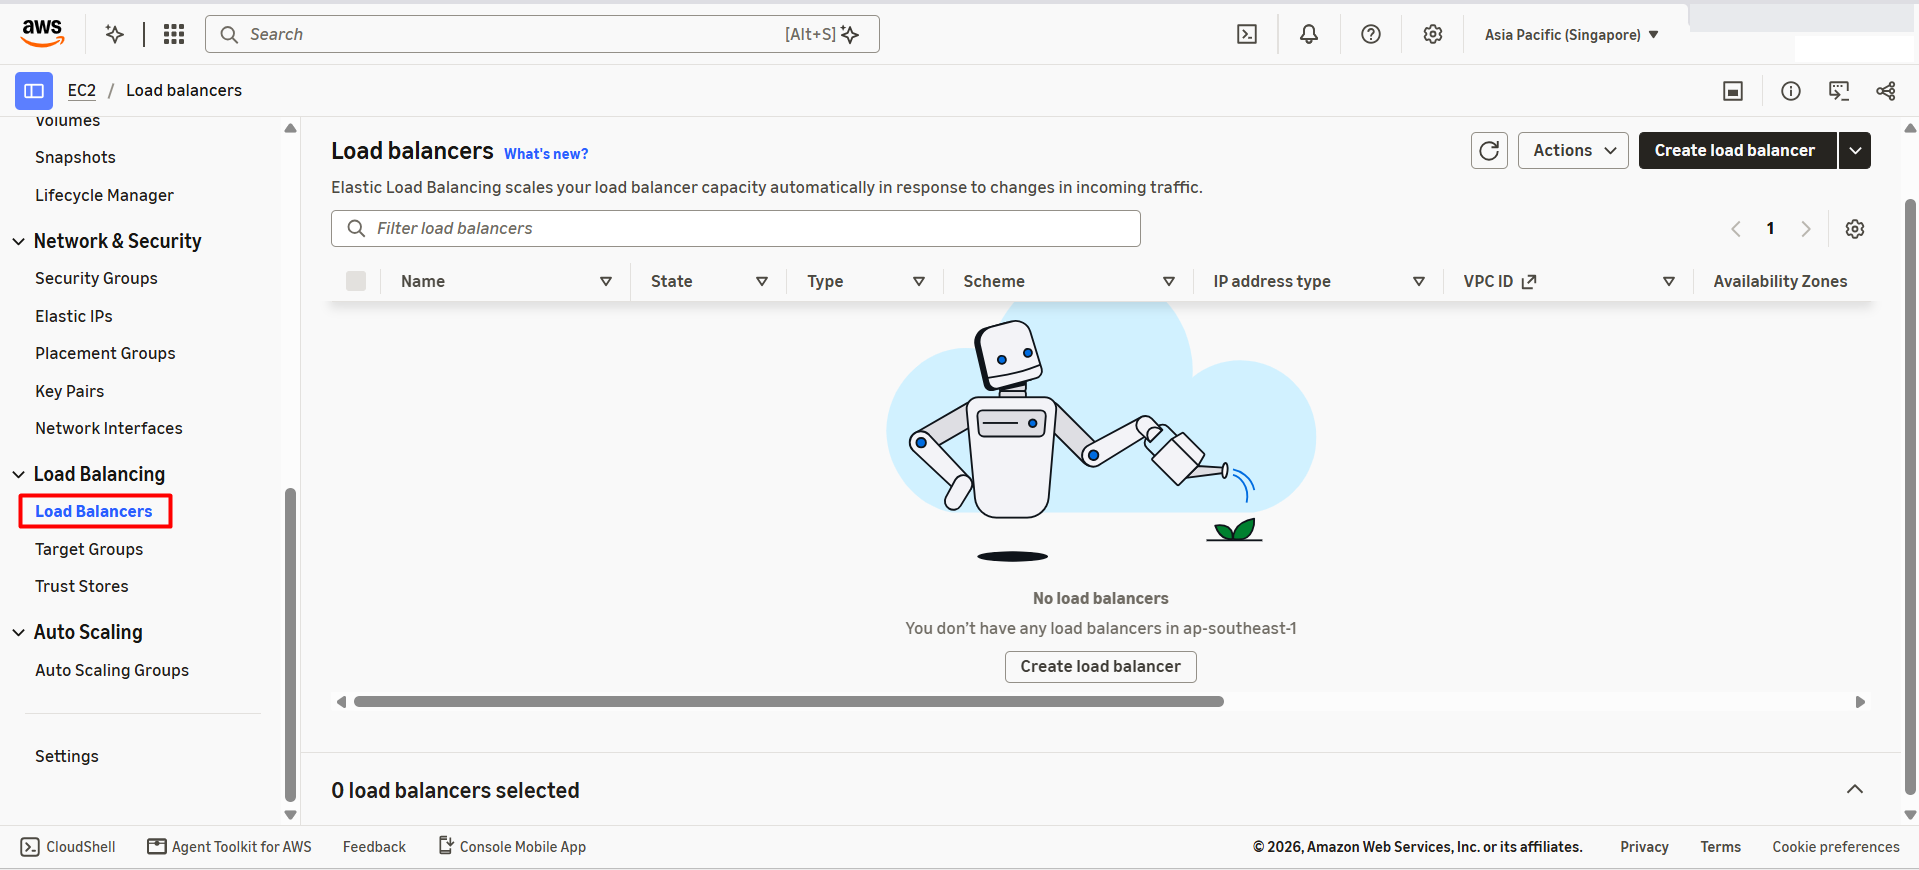 aws
Search [Alt+S]
Asia Pacific (Singapore)
EC2 / Load balancers
Volumes
Snapshots
Lifecycle Manager
Network & Security
Security Groups
Elastic IPs
Placement Groups
Key Pairs
Network Interfaces
Load Balancing
Load Balancers
Target Groups
Trust Stores
Auto Scaling
Auto Scaling Groups
Settings
Load balancers What's new?
Actions
Create load balancer
Elastic Load Balancing scales your load balancer capacity automatically in response to changes in incoming traffic.
Filter load balancers
1
Name State Type Scheme IP address type VPC ID Availability Zones
No load balancers
You don't have any load balancers in ap-southeast-1
Create load balancer
0 load balancers selected
CloudShell Agent Toolkit for AWS Feedback Console Mobile App
© 2026, Amazon Web Services, Inc. or its affiliates. Privacy Terms Cookie preferences